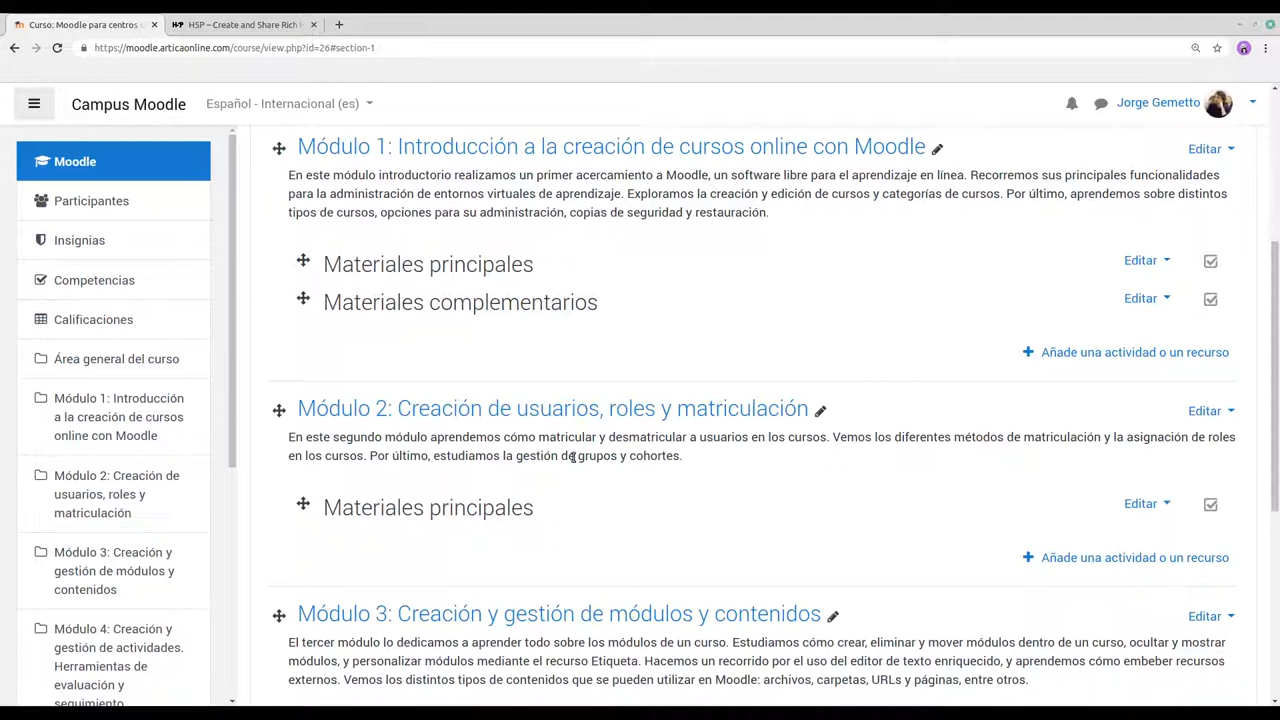 Curso: Moodle para centros
H5P – Create and Share Rich
https://moodle.articaonline.com/course/view.php?id=26#section-1
Campus Moodle
Español - Internacional (es)
Jorge Gemetto
Moodle
Participantes
Insignias
Competencias
Calificaciones
Área general del curso
Módulo 1: Introducción
a la creación de cursos
online con Moodle
Módulo 2: Creación de
usuarios, roles y
matriculación
Módulo 3: Creación y
gestión de módulos y
contenidos
Módulo 4: Creación y
gestión de actividades.
Herramientas de
evaluación y
seguimiento
Módulo 1: Introducción a la creación de cursos online con Moodle
Editar
En este módulo introductorio realizamos un primer acercamiento a Moodle, un software libre para el aprendizaje en línea. Recorremos sus principales funcionalidades
para la administración de entornos virtuales de aprendizaje. Exploramos la creación y edición de cursos y categorías de cursos. Por último, aprendemos sobre distintos
tipos de cursos, opciones para su administración, copias de seguridad y restauración.
Materiales principales
Editar
Materiales complementarios
Editar
Añade una actividad o un recurso
Módulo 2: Creación de usuarios, roles y matriculación
Editar
En este segundo módulo aprendemos cómo matricular y desmatricular a usuarios en los cursos. Vemos los diferentes métodos de matriculación y la asignación de roles
en los cursos. Por último, estudiamos la gestión de grupos y cohortes.
Materiales principales
Editar
Añade una actividad o un recurso
Módulo 3: Creación y gestión de módulos y contenidos
Editar
El tercer módulo lo dedicamos a aprender todo sobre los módulos de un curso. Estudiamos cómo crear, eliminar y mover módulos dentro de un curso, ocultar y mostrar
módulos, y personalizar módulos mediante el recurso Etiqueta. Hacemos un recorrido por el uso del editor de texto enriquecido, y aprendemos cómo embeber recursos
externos. Vemos los distintos tipos de contenidos que se pueden utilizar en Moodle: archivos, carpetas, URLs y páginas, entre otros.